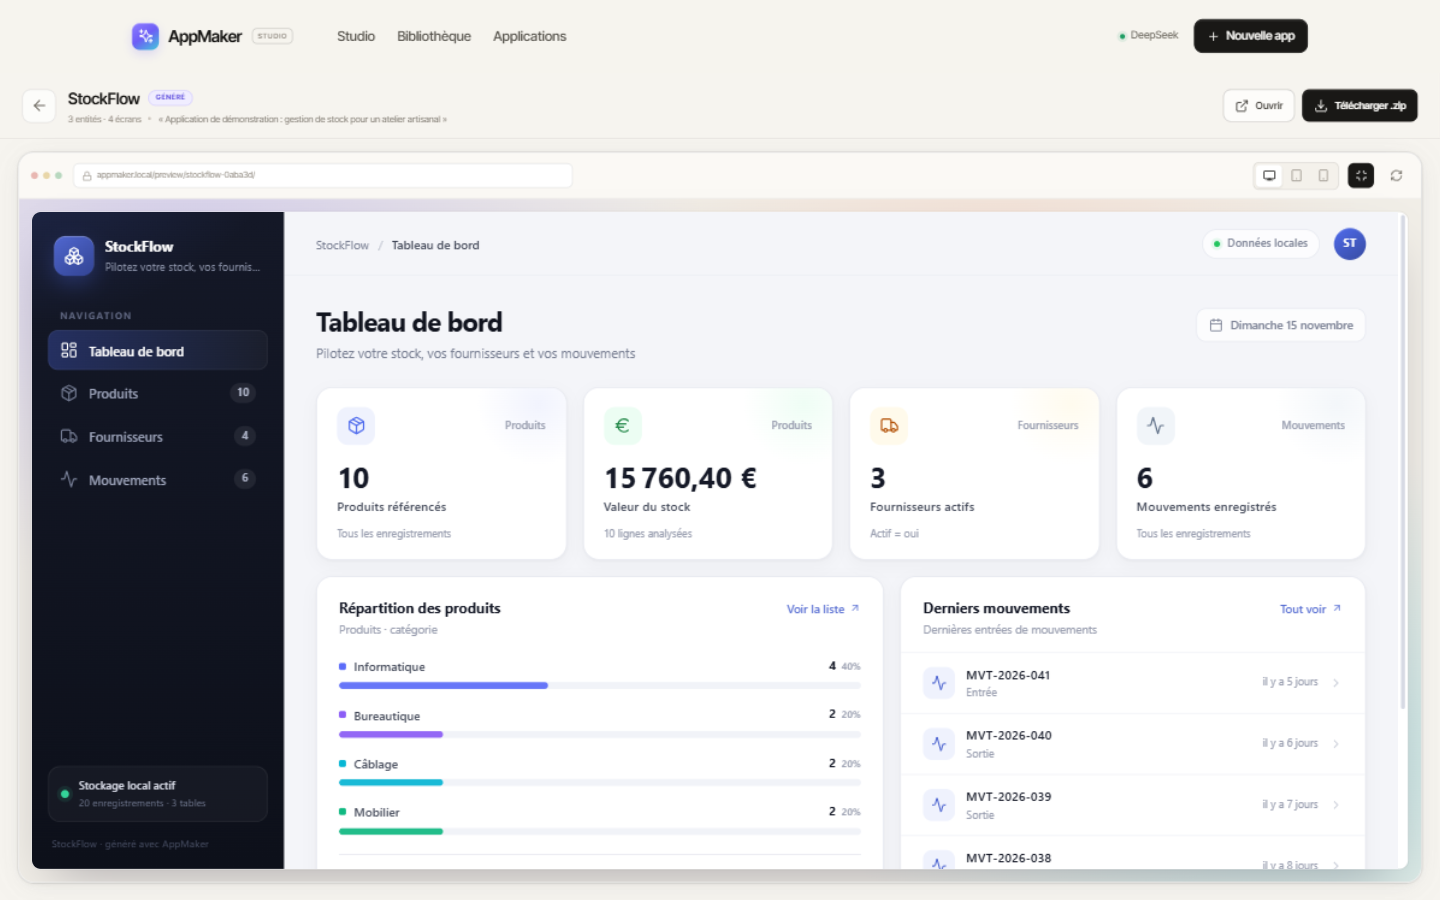 AppMaker STUDIO Studio Bibliothèque Applications DeepSeek + Nouvelle app
StockFlow GÉNÉRÉ
3 entités · 4 écrans • « Application de démonstration : gestion de stock pour un atelier artisanal »
Ouvrir Télécharger .zip
appmaker.local/preview/stockflow-0aba3d/
StockFlow
Pilotez votre stock, vos fournis...
NAVIGATION
Tableau de bord
Produits 10
Fournisseurs 4
Mouvements 6
Stockage local actif
20 enregistrements · 3 tables
StockFlow · généré avec AppMaker
StockFlow / Tableau de bord
Données locales ST
Tableau de bord
Pilotez votre stock, vos fournisseurs et vos mouvements
Dimanche 15 novembre
Produits
10
Produits référencés
Tous les enregistrements
Produits
15 760,40 €
Valeur du stock
10 lignes analysées
Fournisseurs
3
Fournisseurs actifs
Actif = oui
Mouvements
6
Mouvements enregistrés
Tous les enregistrements
Répartition des produits Voir la liste
Produits · catégorie
Informatique 4 40%
Bureautique 2 20%
Câblage 2 20%
Mobilier 2 20%
Derniers mouvements Tout voir
Dernières entrées de mouvements
MVT-2026-041
Entrée
il y a 5 jours
MVT-2026-040
Sortie
il y a 6 jours
MVT-2026-039
Sortie
il y a 7 jours
MVT-2026-038
il y a 8 jours